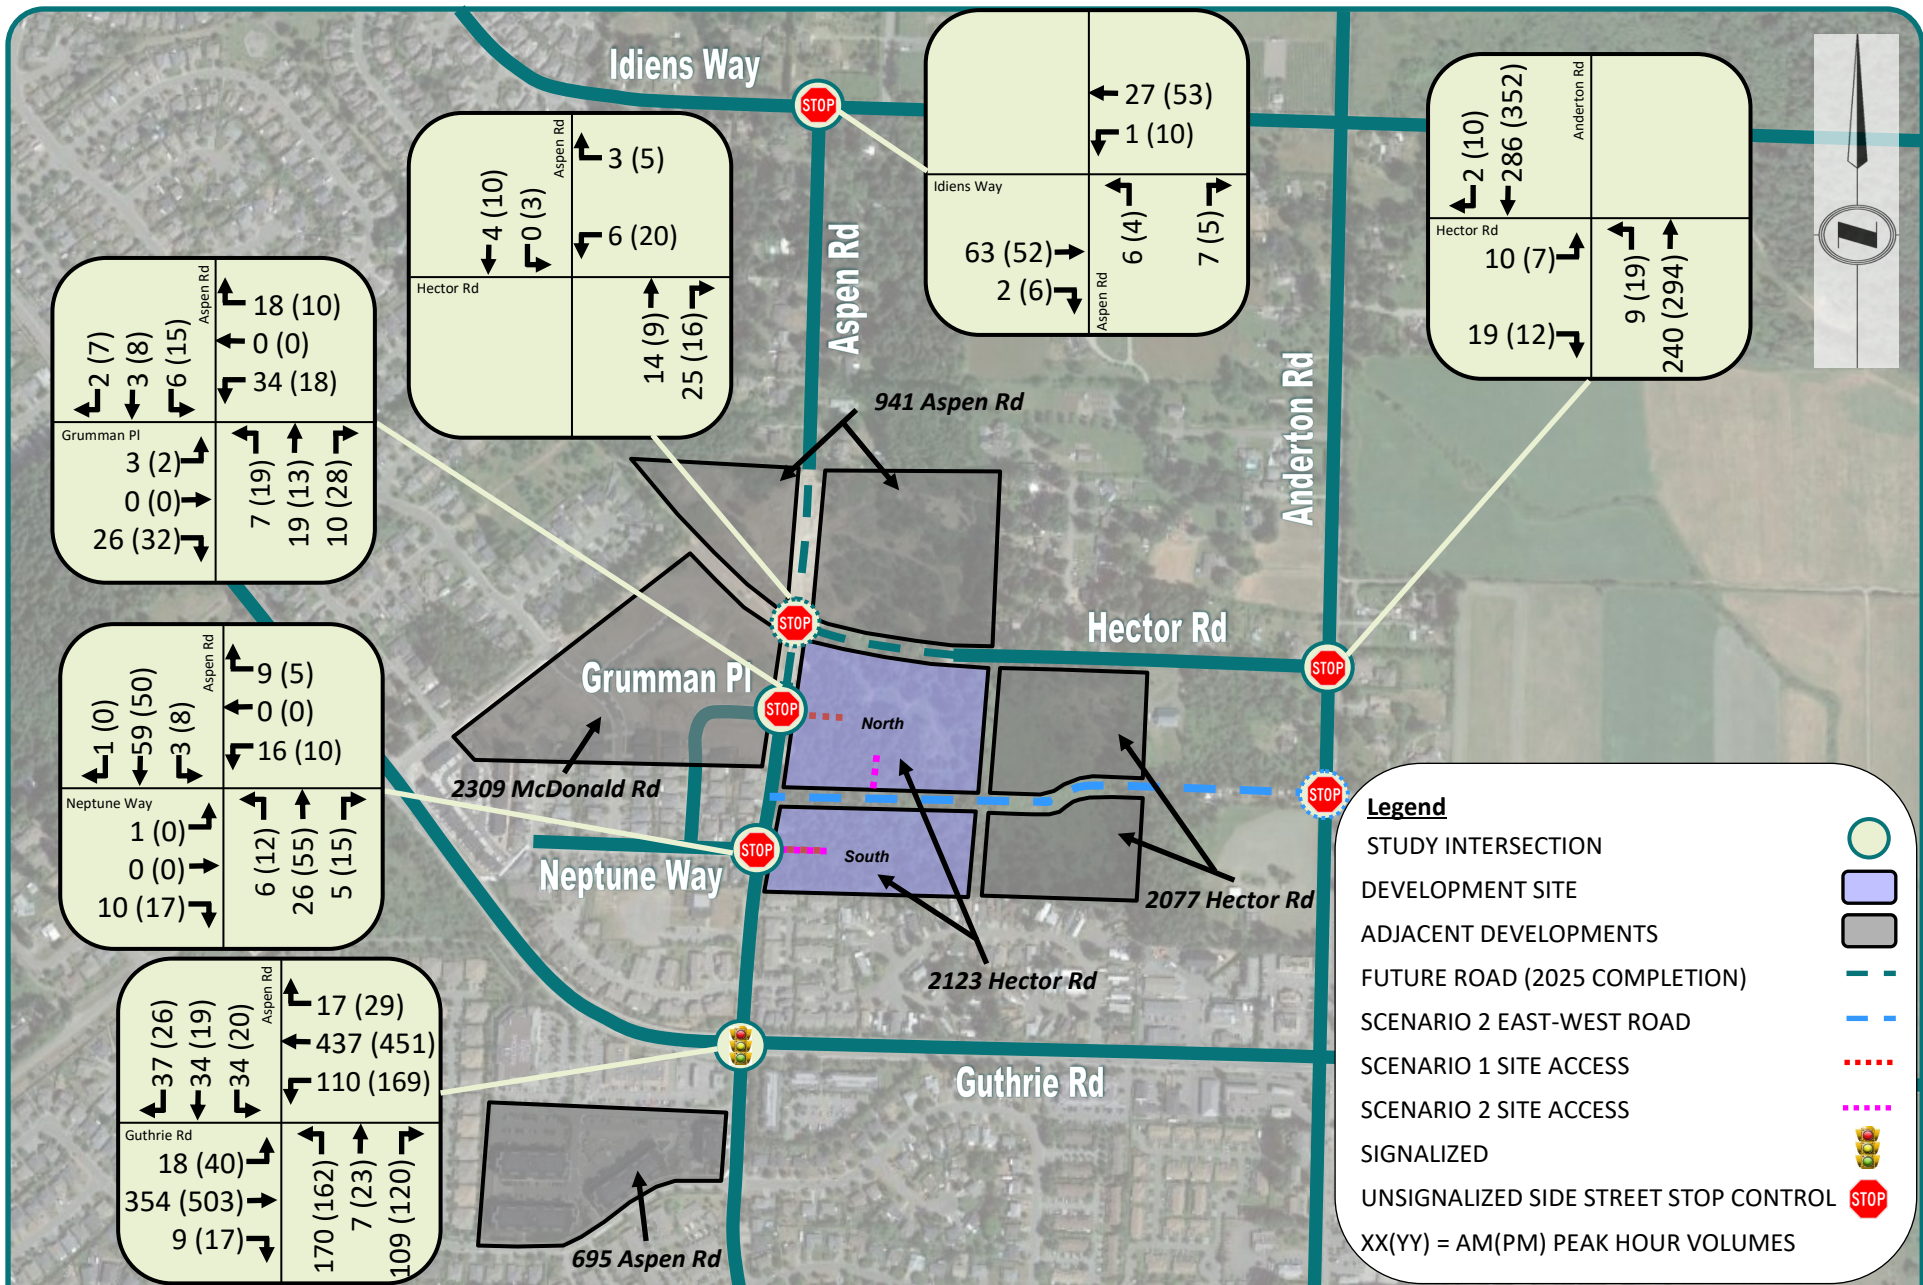 Idiens Way
STOP
27 (53)
1 (10)
Idiens Way
63 (52)
2 (6)
6 (4)
7 (5)
Aspen Rd
2 (10)
286 (352)
Anderton Rd
Hector Rd
10 (7)
19 (12)
9 (19)
240 (294)
N
4 (10)
0 (3)
Aspen Rd
3 (5)
6 (20)
Hector Rd
14 (9)
25 (16)
Aspen Rd
Anderton Rd
2 (7)
3 (8)
6 (15)
Aspen Rd
18 (10)
0 (0)
34 (18)
Grumman Pl
3 (2)
0 (0)
26 (32)
7 (19)
19 (13)
10 (28)
941 Aspen Rd
STOP
Hector Rd
STOP
Grumman Pl
STOP
North
2309 McDonald Rd
STOP
1 (0)
59 (50)
3 (8)
Aspen Rd
9 (5)
0 (0)
16 (10)
Neptune Way
1 (0)
0 (0)
10 (17)
6 (12)
26 (55)
5 (15)
STOP
South
Neptune Way
2077 Hector Rd
2123 Hector Rd
37 (26)
34 (19)
34 (20)
Aspen Rd
17 (29)
437 (451)
110 (169)
Guthrie Rd
18 (40)
354 (503)
9 (17)
170 (162)
7 (23)
109 (120)
Guthrie Rd
695 Aspen Rd
Legend
STUDY INTERSECTION
DEVELOPMENT SITE
ADJACENT DEVELOPMENTS
FUTURE ROAD (2025 COMPLETION)
SCENARIO 2 EAST-WEST ROAD
SCENARIO 1 SITE ACCESS
SCENARIO 2 SITE ACCESS
SIGNALIZED
UNSIGNALIZED SIDE STREET STOP CONTROL STOP
XX(YY) = AM(PM) PEAK HOUR VOLUMES